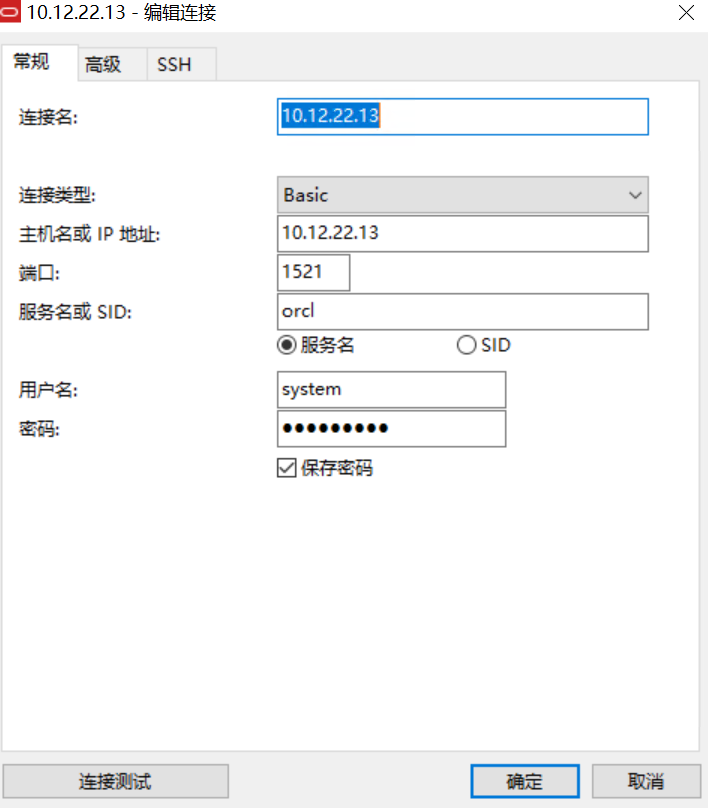 10.12.22.13 - 编辑连接
常规 高级 SSH
连接名: 10.12.22.13
连接类型: Basic
主机名或 IP 地址: 10.12.22.13
端口: 1521
服务名或 SID: orcl
服务名 SID
用户名: system
密码: ●●●●●●●●●
保存密码
连接测试 确定 取消